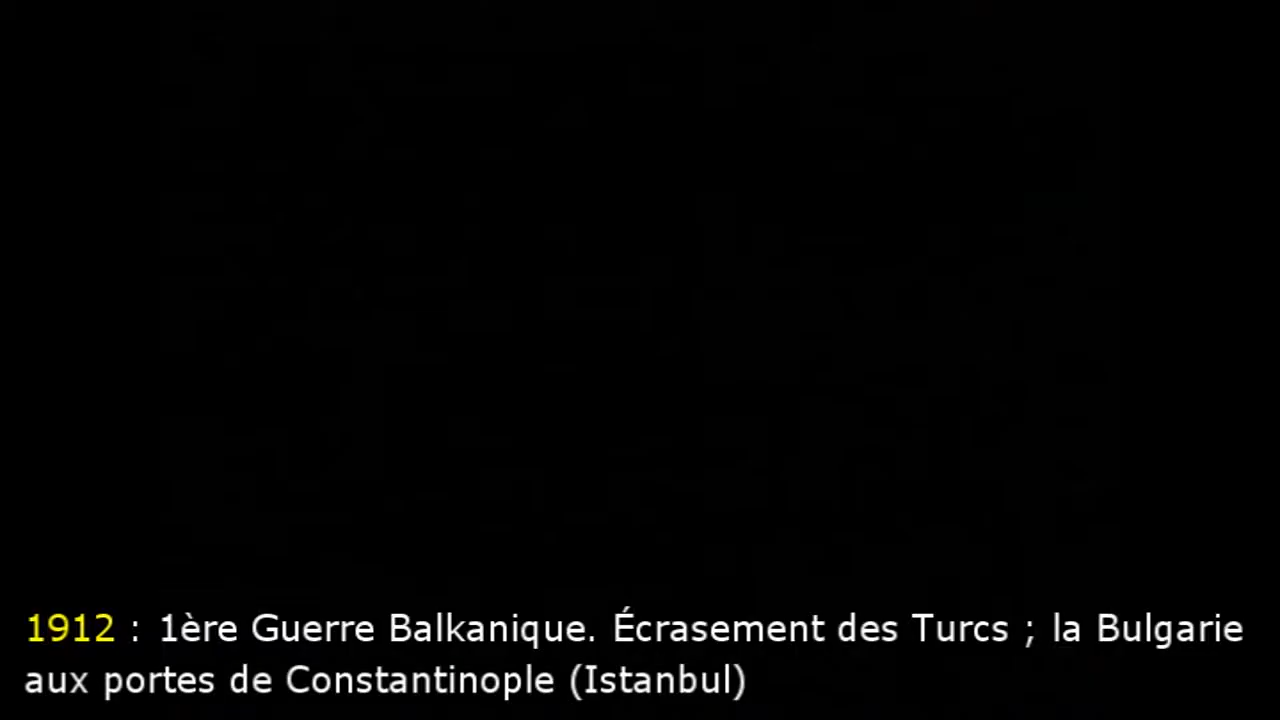 1912 : 1ère Guerre Balkanique. Écrasement des Turcs ; la Bulgarie
aux portes de Constantinople (Istanbul)